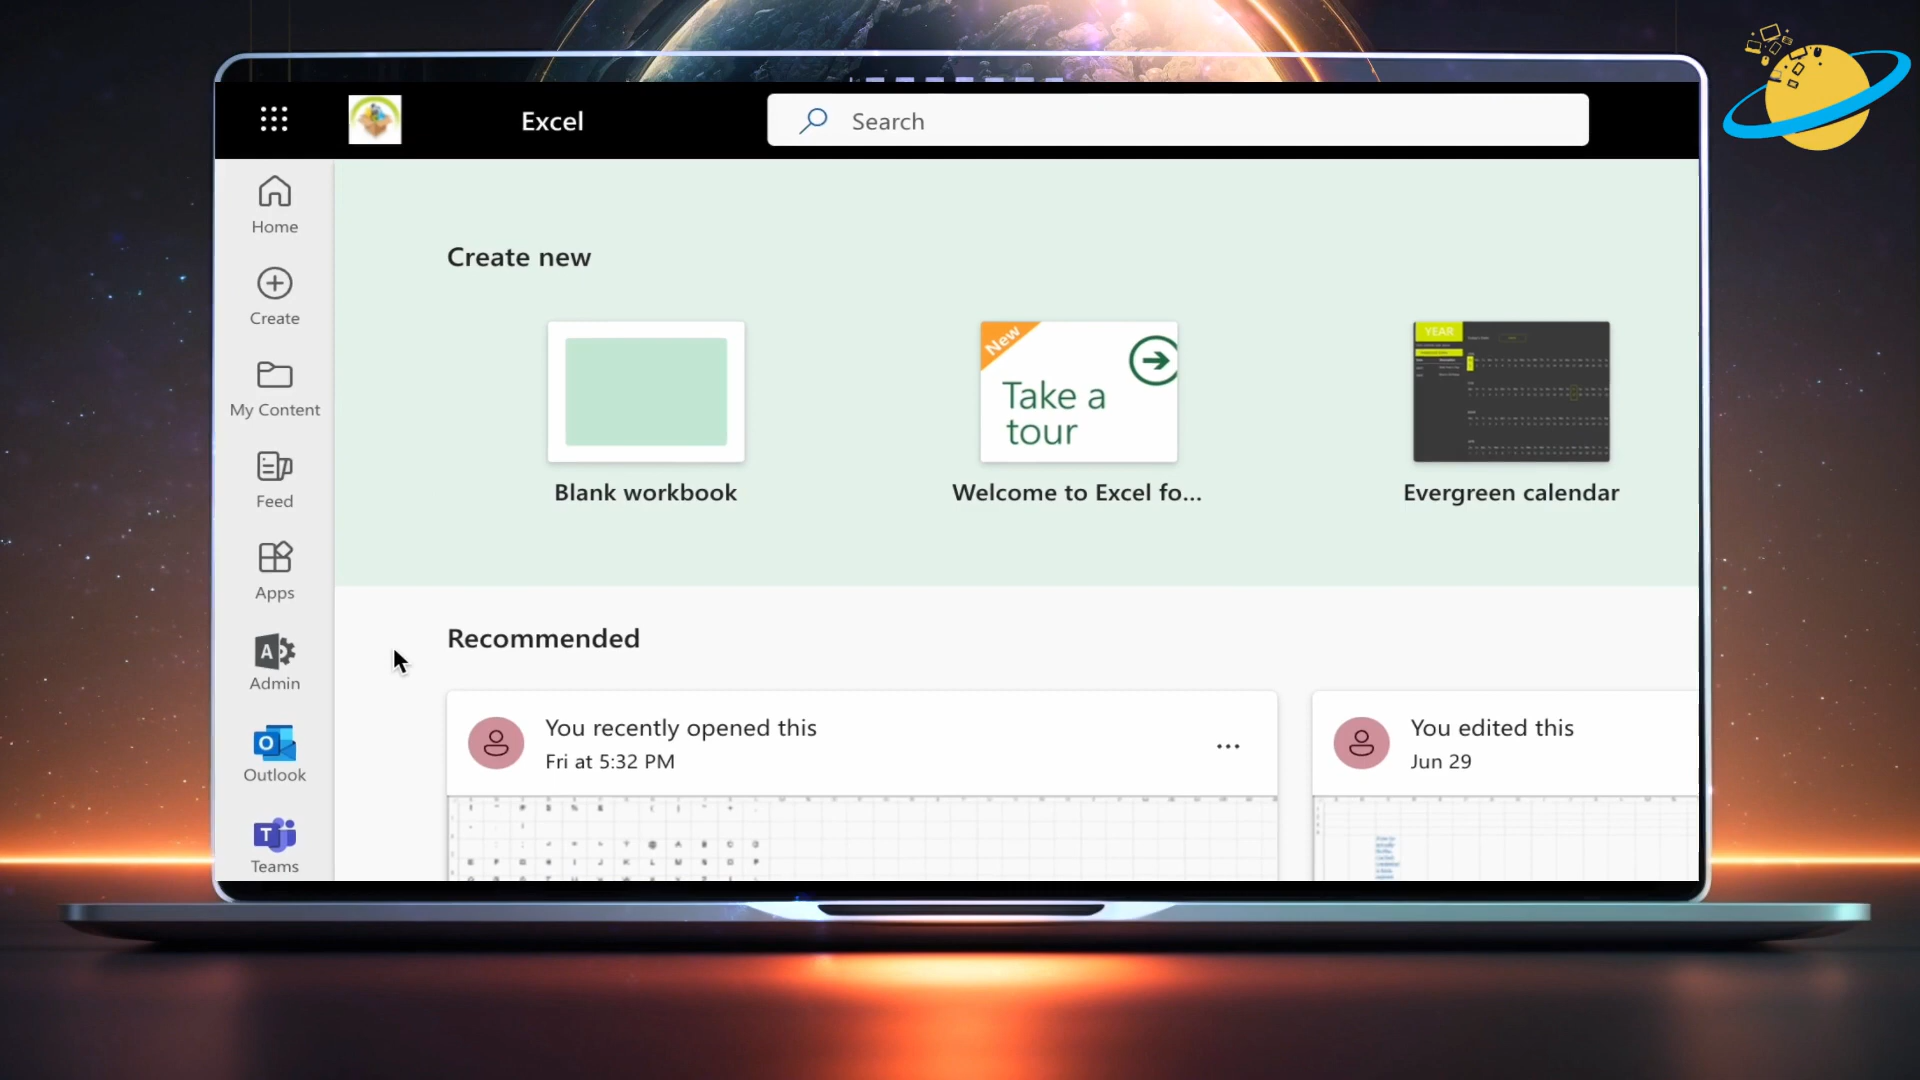 Excel
Search
Home
Create
My Content
Feed
Apps
Admin
Outlook
Teams
Create new
New
Take a
tour
YEAR
Blank workbook
Welcome to Excel fo...
Evergreen calendar
Recommended
You recently opened this
Fri at 5:32 PM
You edited this
Jun 29